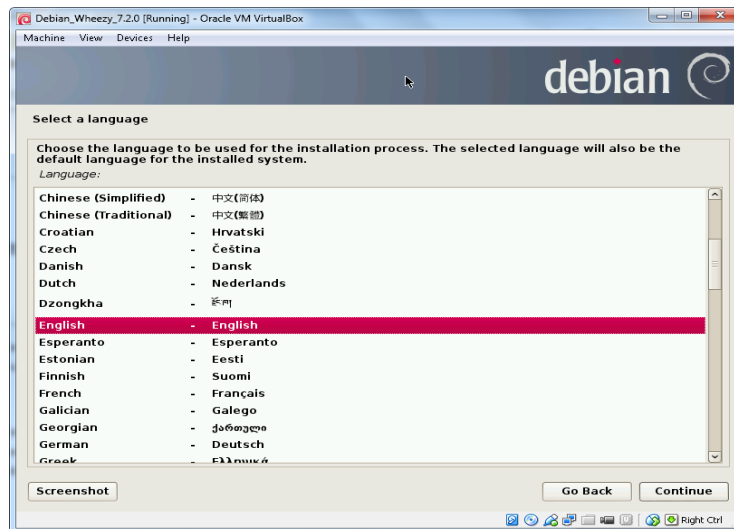 Debian_Wheezy_7.2.0 [Running] - Oracle VM VirtualBox
Machine View Devices Help
debian
Select a language
Choose the language to be used for the installation process. The selected language will also be the
default language for the installed system.
Language:
Chinese (Simplified) - 中文(简体)
Chinese (Traditional) - 中文(繁體)
Croatian - Hrvatski
Czech - Čeština
Danish - Dansk
Dutch - Nederlands
Dzongkha - རྫོང་ཁ།
English - English
Esperanto - Esperanto
Estonian - Eesti
Finnish - Suomi
French - Français
Galician - Galego
Georgian - ქართული
German - Deutsch
Greek - Ελληνικά
Screenshot Go Back Continue
Right Ctrl